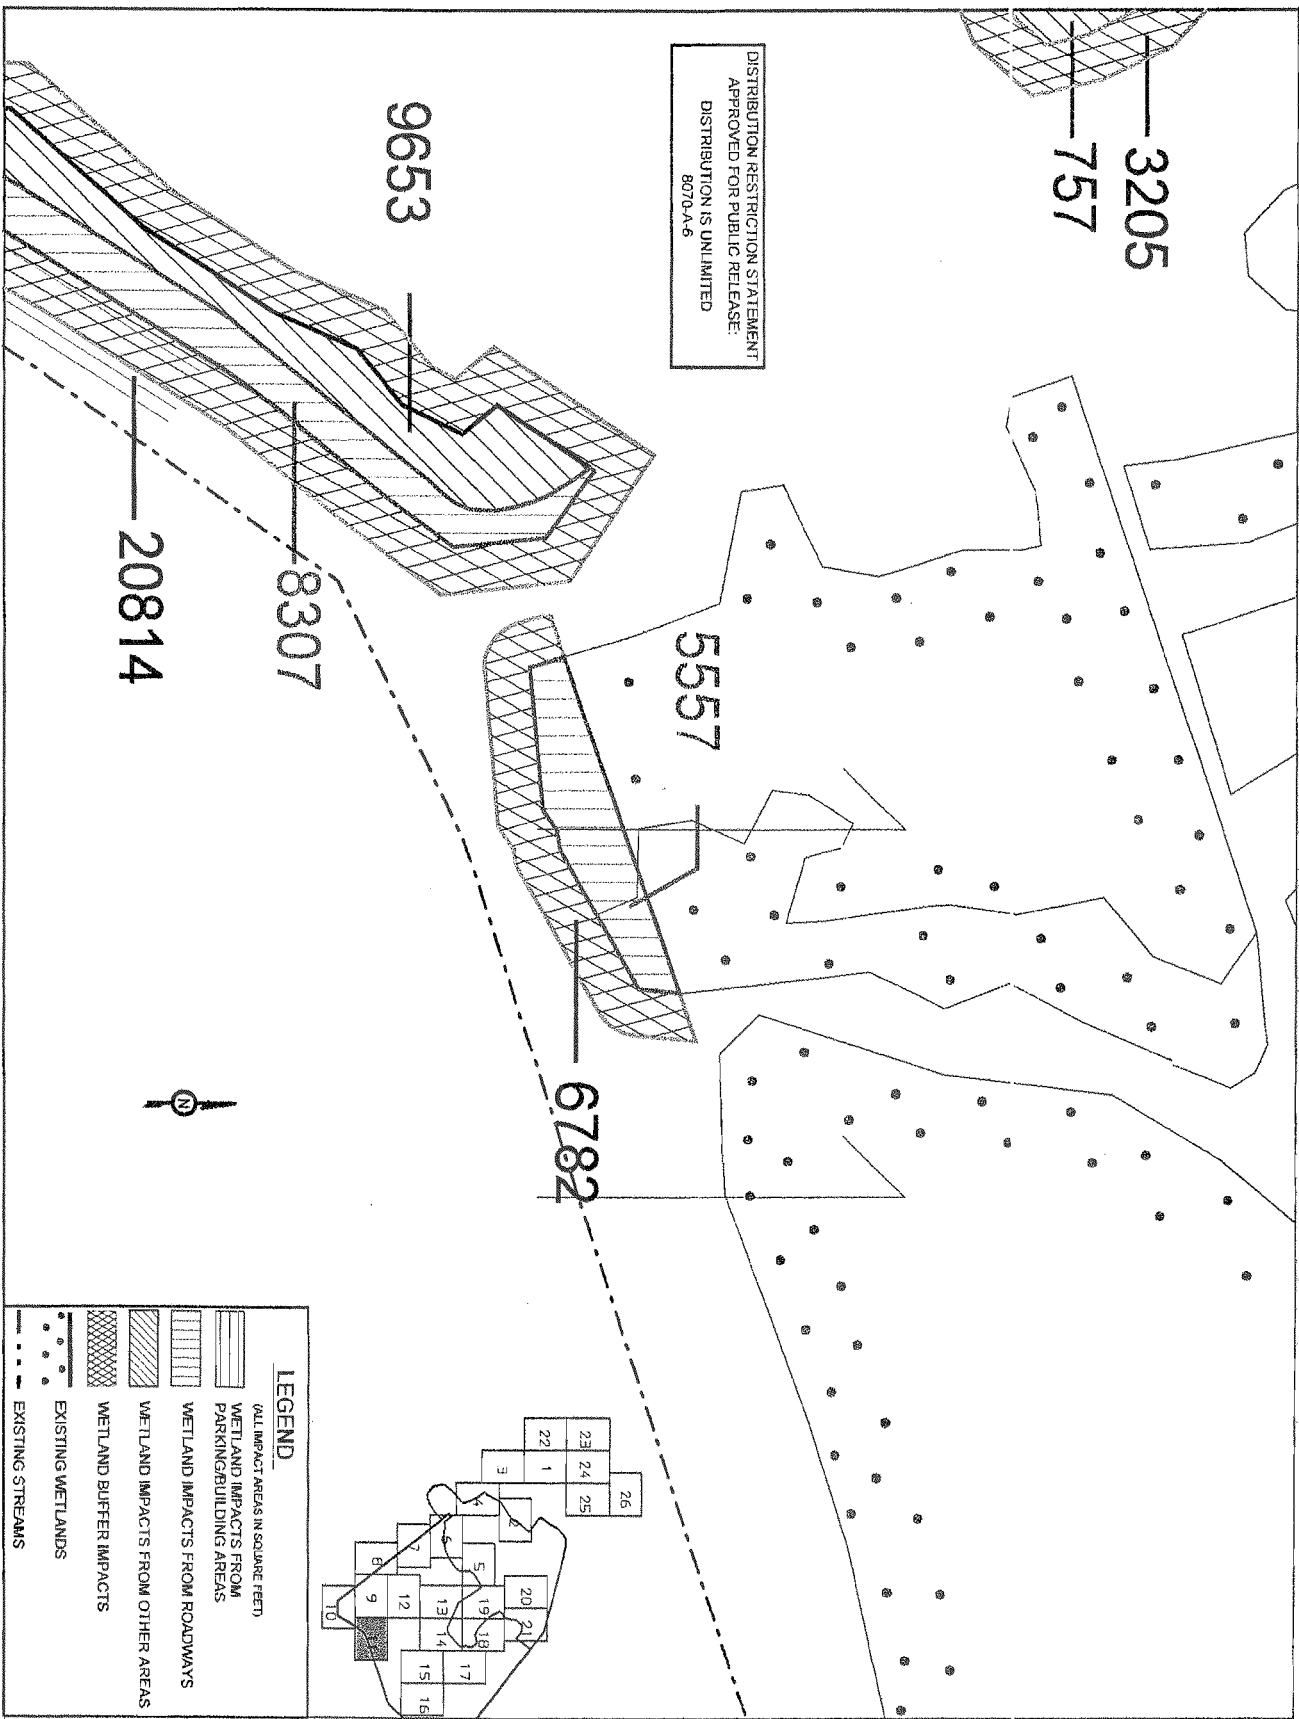 3205
757
DISTRIBUTION RESTRICTION STATEMENT
APPROVED FOR PUBLIC RELEASE:
DISTRIBUTION IS UNLIMITED
8070-A-6
9653
5557
8307
20814
6782
N
23
24
25
26
22
1
3
4
2
5
7
8
9
10
12
13
14
19
18
20
21
15
16
17
LEGEND
(ALL IMPACT AREAS IN SQUARE FEET)
WETLAND IMPACTS FROM
PARKING/BUILDING AREAS
WETLAND IMPACTS FROM ROADWAYS
WETLAND IMPACTS FROM OTHER AREAS
WETLAND BUFFER IMPACTS
EXISTING WETLANDS
EXISTING STREAMS